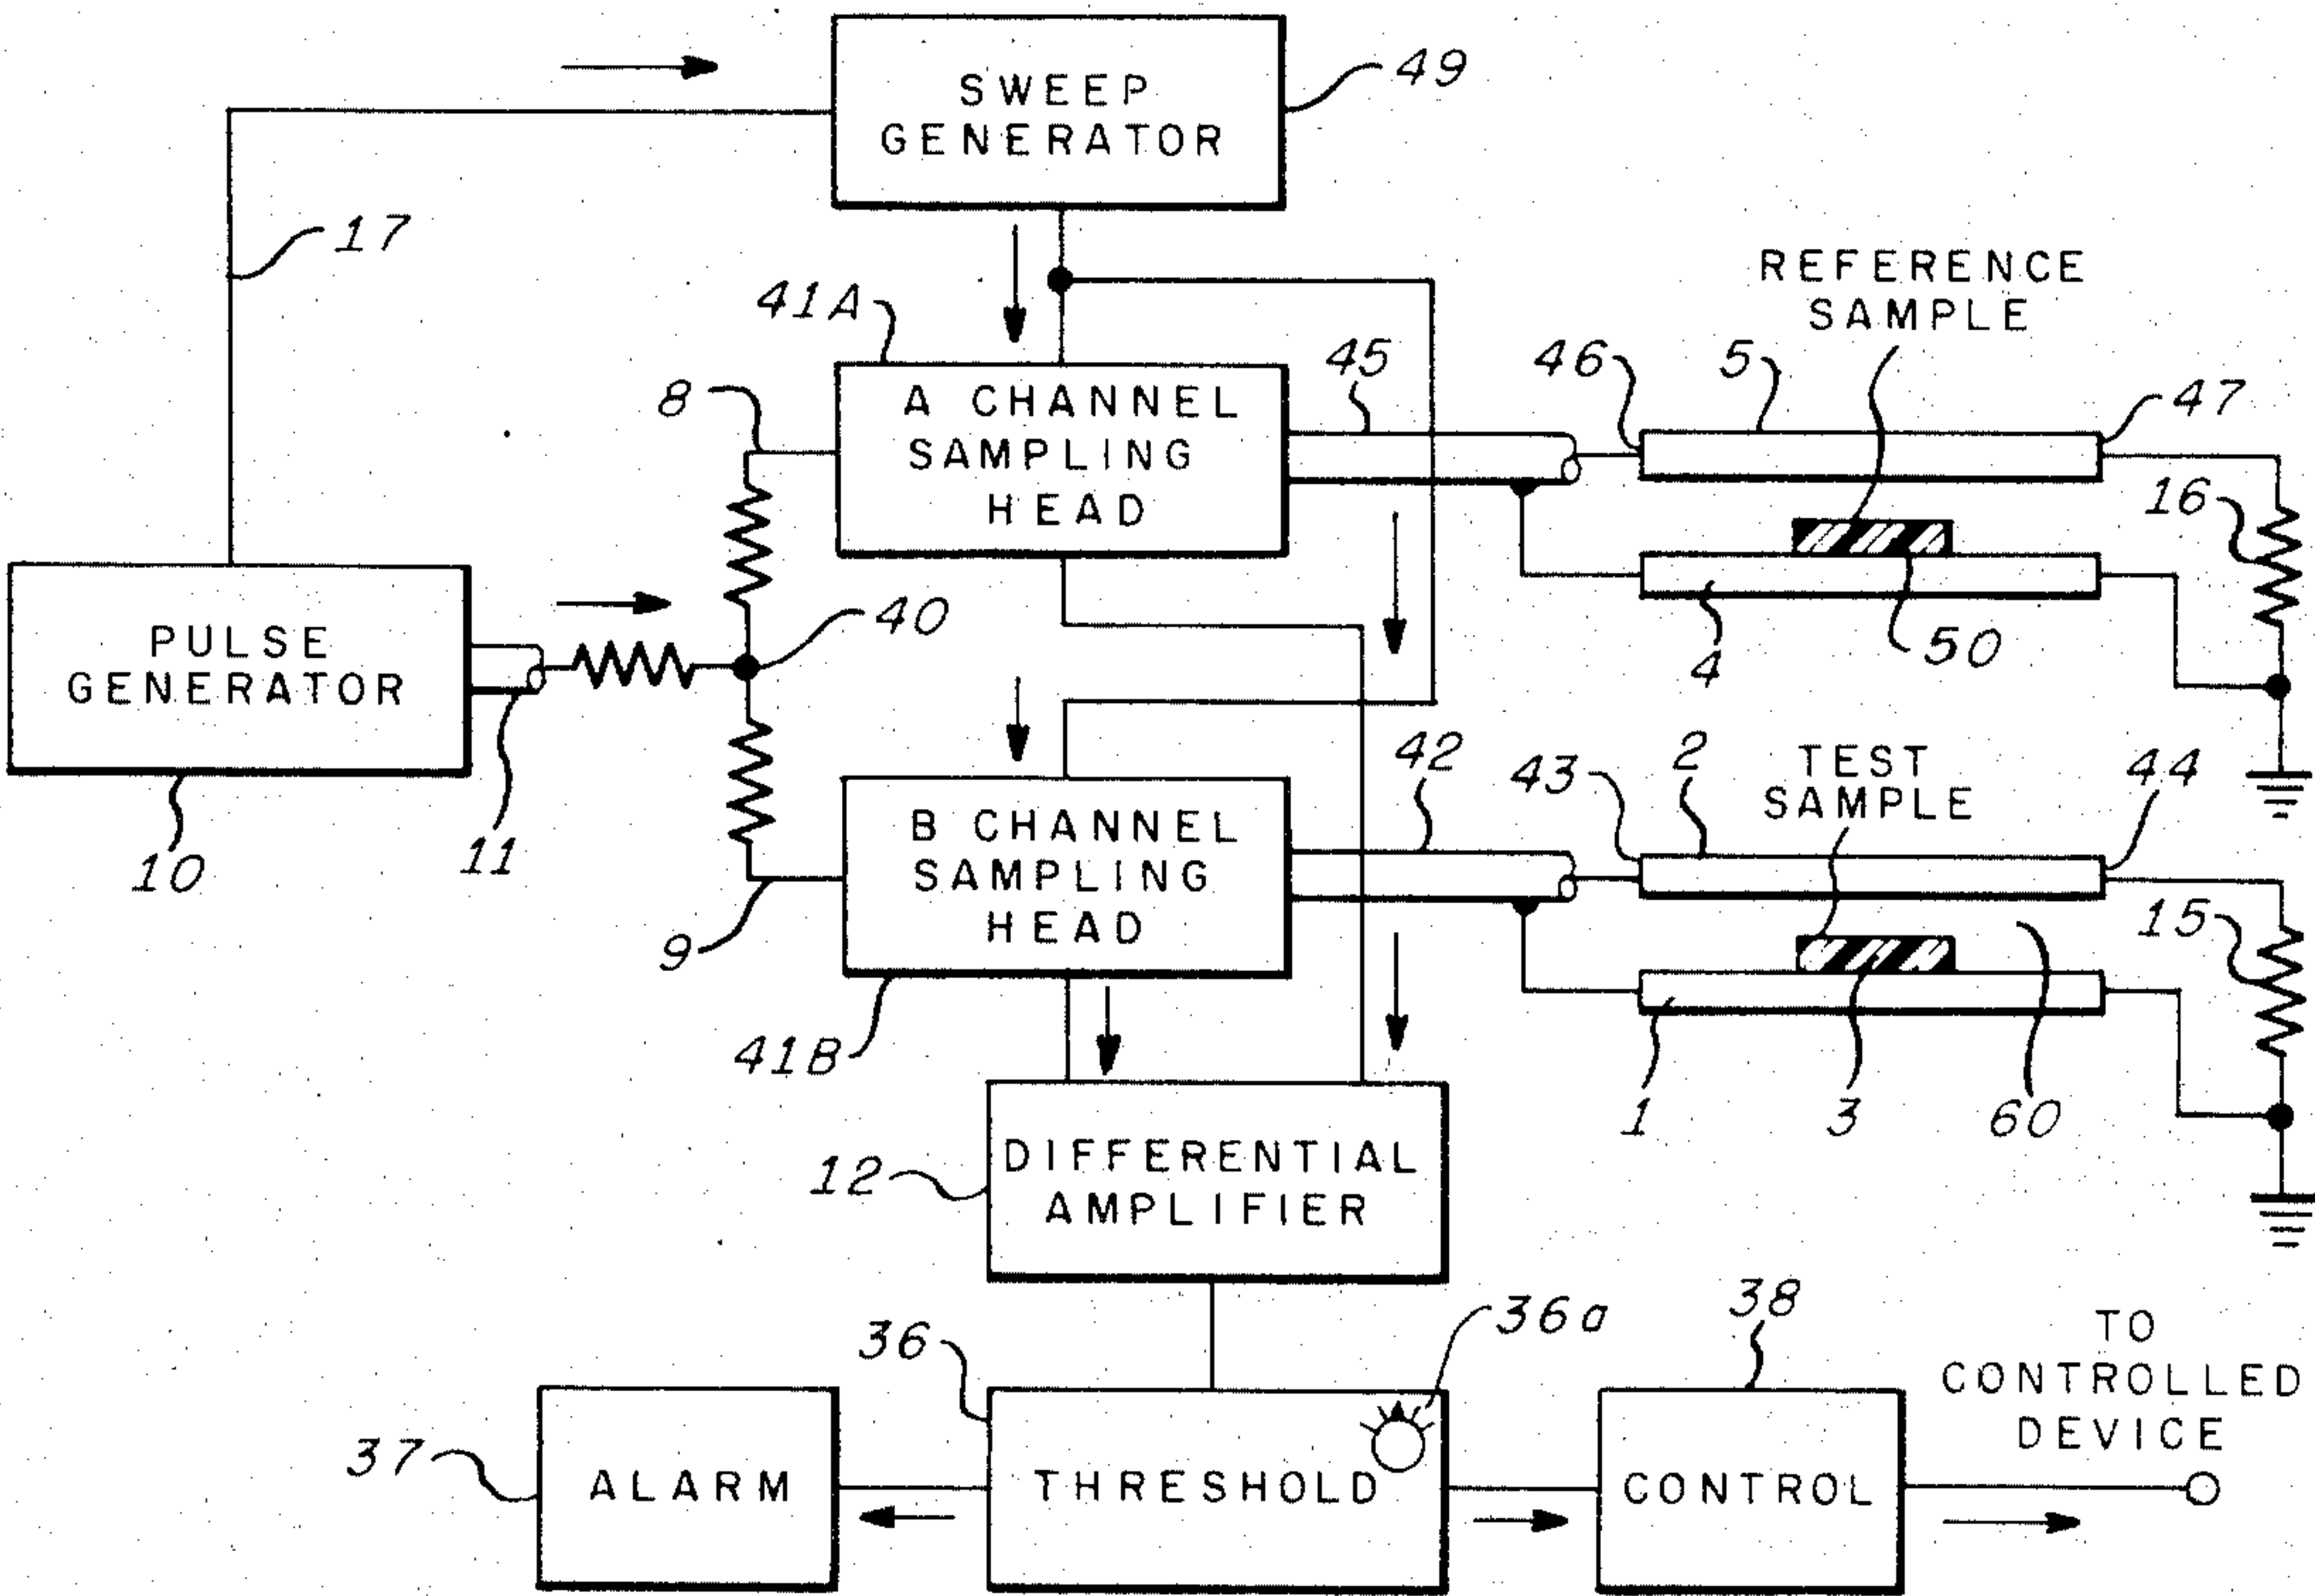 SWEEP
GENERATOR
49
17
REFERENCE
SAMPLE
41A
45
46
5
47
8
A CHANNEL
SAMPLING
HEAD
16
40
PULSE
GENERATOR
4
50
42
43
2
TEST
SAMPLE
44
10
11
B CHANNEL
SAMPLING
HEAD
9
15
41B
1
3
60
12
DIFFERENTIAL
AMPLIFIER
36
36a
38
TO
CONTROLLED
DEVICE
37
ALARM
THRESHOLD
CONTROL